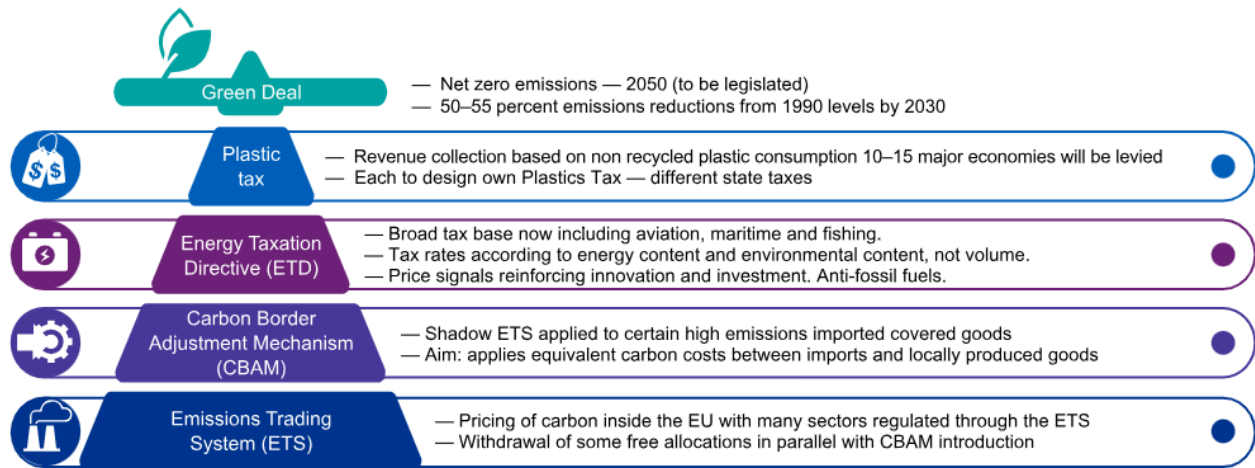 Green Deal
— Net zero emissions — 2050 (to be legislated)
— 50–55 percent emissions reductions from 1990 levels by 2030
$ $
Plastic
tax
— Revenue collection based on non recycled plastic consumption 10–15 major economies will be levied
— Each to design own Plastics Tax — different state taxes
Energy Taxation
Directive (ETD)
— Broad tax base now including aviation, maritime and fishing.
— Tax rates according to energy content and environmental content, not volume.
— Price signals reinforcing innovation and investment. Anti-fossil fuels.
Carbon Border
Adjustment Mechanism
(CBAM)
— Shadow ETS applied to certain high emissions imported covered goods
— Aim: applies equivalent carbon costs between imports and locally produced goods
Emissions Trading
System (ETS)
— Pricing of carbon inside the EU with many sectors regulated through the ETS
— Withdrawal of some free allocations in parallel with CBAM introduction